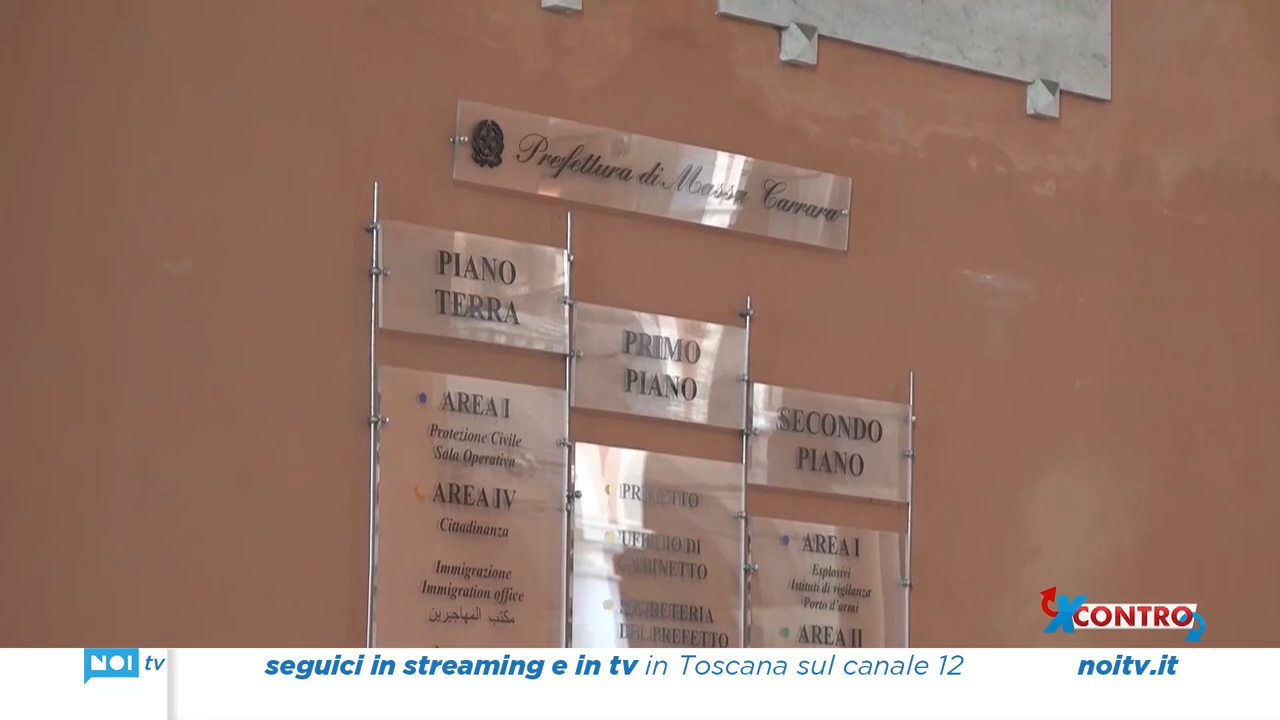 Prefettura di Massa Carrara
PIANO
TERRA
AREA I
Protezione Civile
Sala Operativa
AREA IV
Cittadinanza
Immigrazione
Immigration office
مكتب المهاجرين
PRIMO
PIANO
PREFETTO
UFFICIO DI
GABINETTO
SEGRETERIA
DEL PREFETTO
SECONDO
PIANO
AREA I
Esplosivi
Istituti di vigilanza
Porto d'armi
AREA II
XCONTRO
NOI tv
seguici in streaming e in tv in Toscana sul canale 12
noitv.it